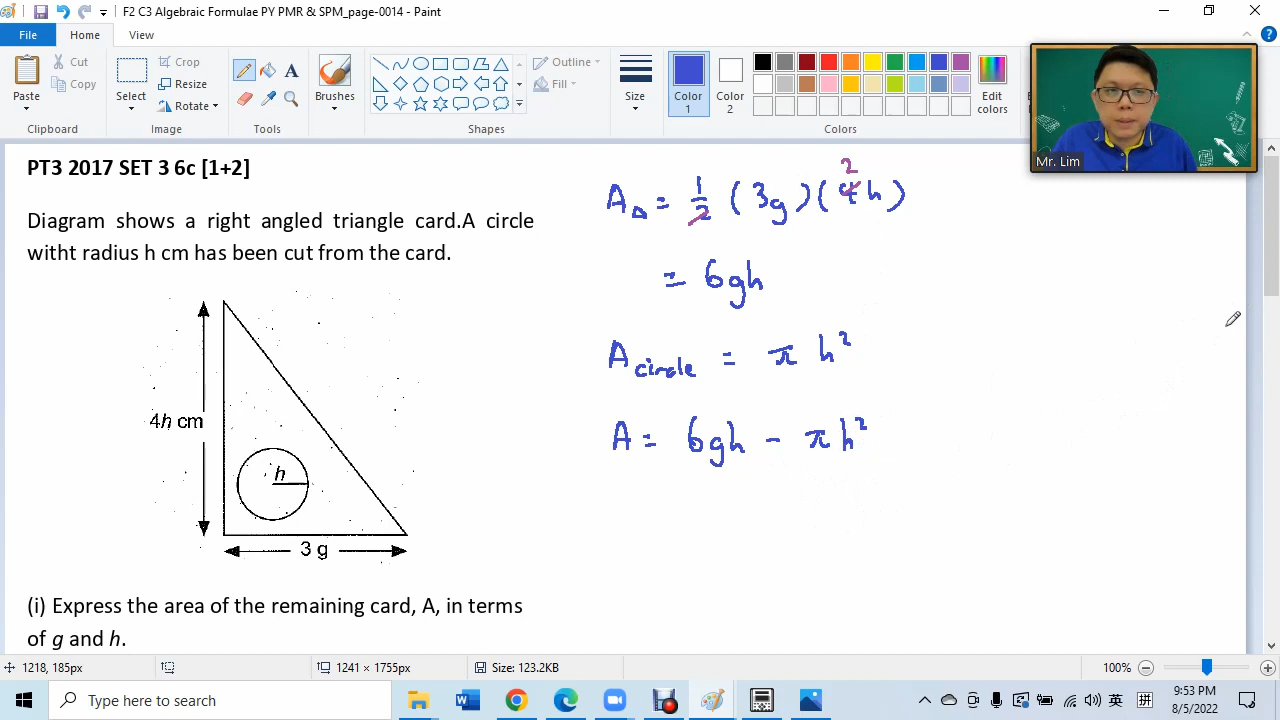 F2 C3 Algebraic Formulae PY PMR & SPM_page-0014 - Paint
File Home View
Paste Cut Copy Clipboard
Select Crop Resize Rotate Image
Tools
Brushes
Shapes Outline Fill
Size
Color 1 Color 2 Edit colors Colors
Mr. Lim
PT3 2017 SET 3 6c [1+2]
Diagram shows a right angled triangle card.A circle
witht radius h cm has been cut from the card.
4h cm
h
3 g
(i) Express the area of the remaining card, A, in terms
of g and h.
2
A△ = 1/2 (3g)(4h)
= 6gh
A circle = π h²
A = 6gh - πh²
1218, 185px 1241 × 1755px Size: 123.2KB 100%
Type here to search
英 拼 9:53 PM
8/5/2022